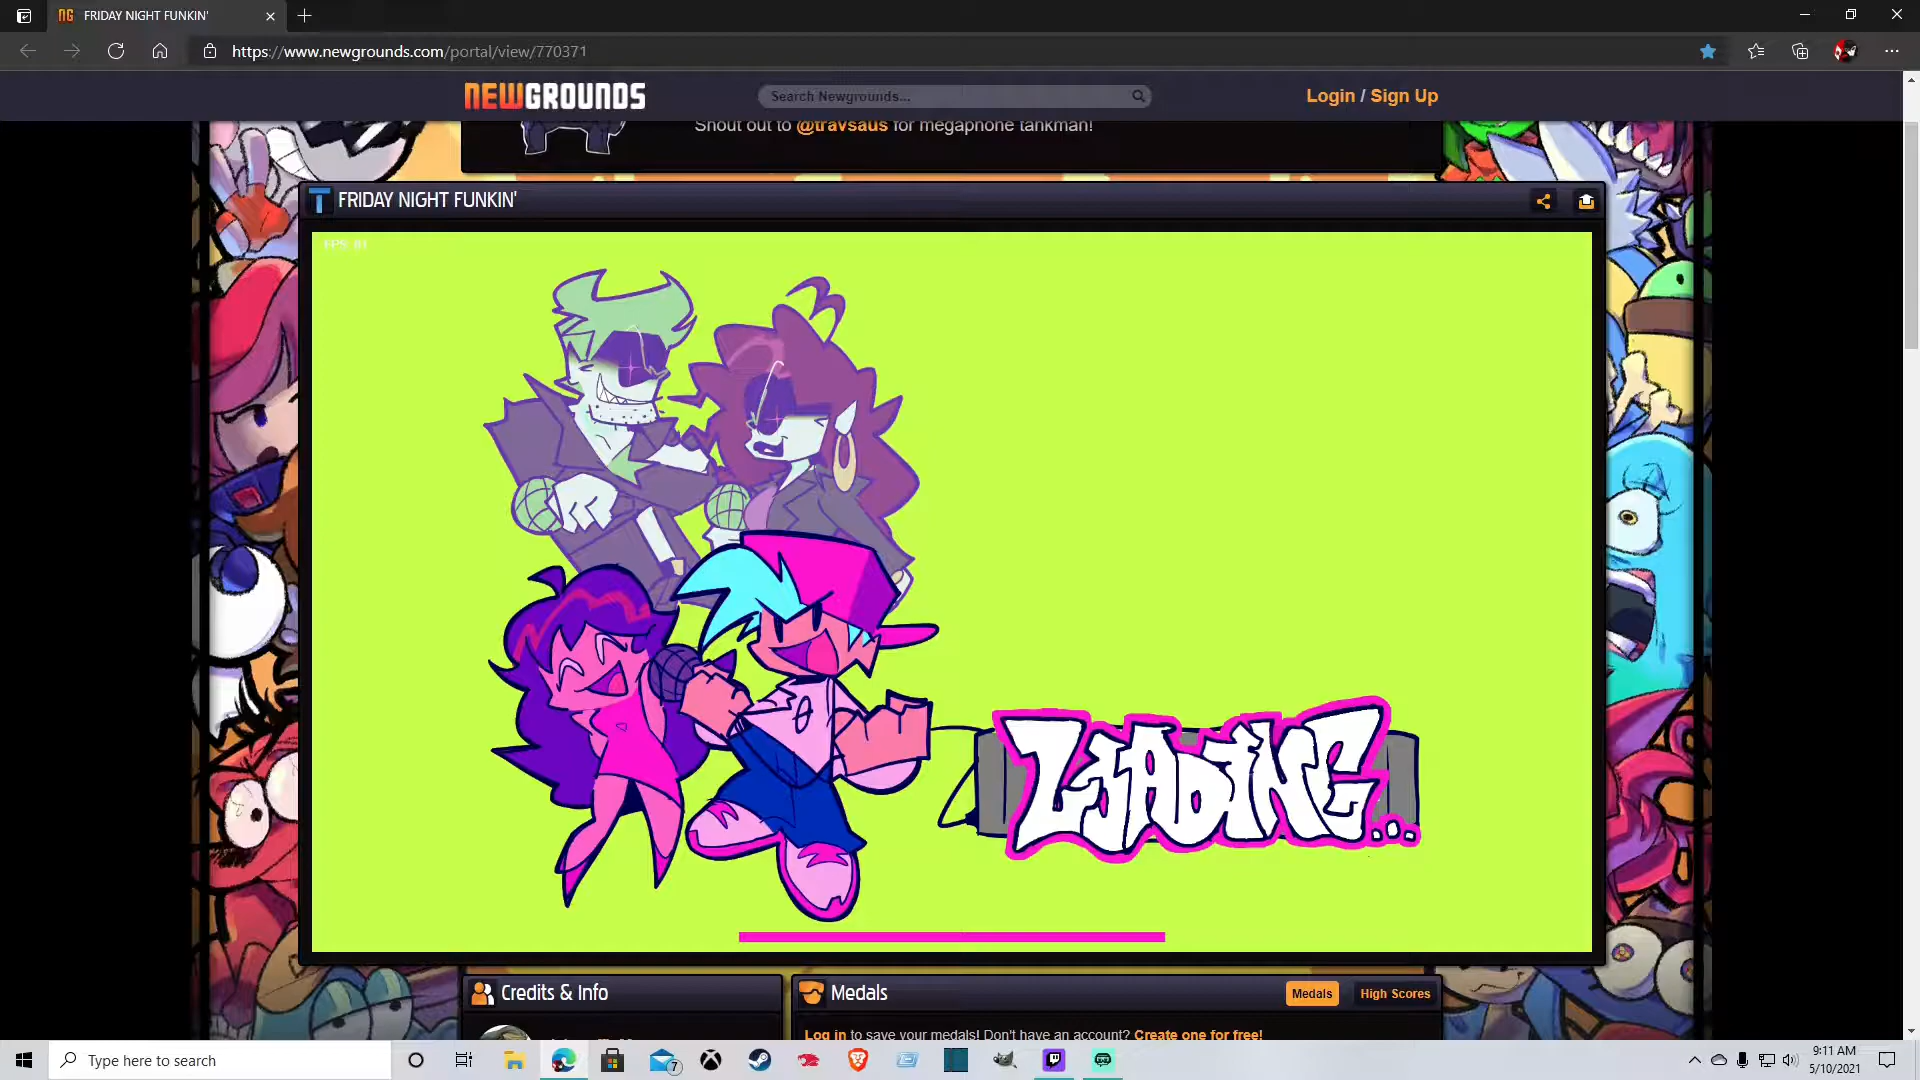 FRIDAY NIGHT FUNKIN'
https://www.newgrounds.com/portal/view/770371
NEWGROUNDS
Search Newgrounds...
Login / Sign Up
Shout out to @travsaus for megaphone tankman!
T FRIDAY NIGHT FUNKIN'
LOADING...
Credits & Info
Medals
Medals
High Scores
Log in to save your medals! Don't have an account? Create one for free!
Type here to search
7
9:11 AM
5/10/2021